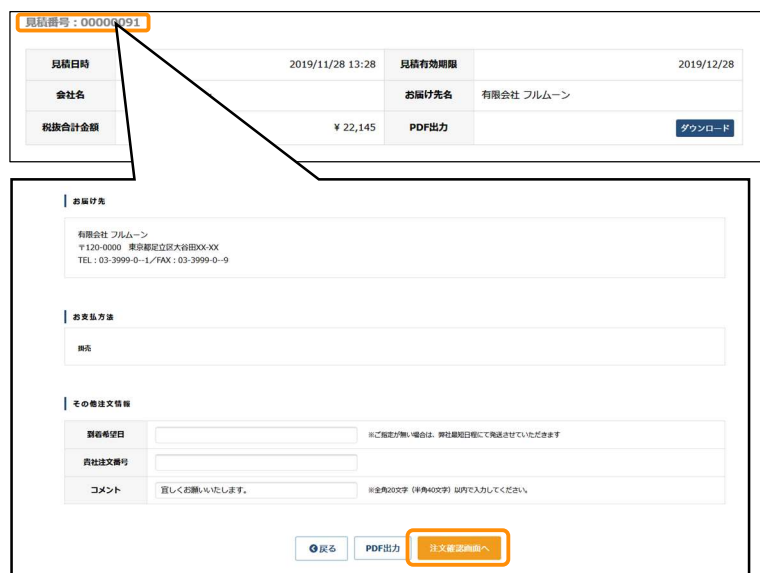 見積番号：00000091
見積日時 2019/11/28 13:28 見積有効期限 2019/12/28
会社名 お届け先名 有限会社 フルムーン
税抜合計金額 ¥ 22,145 PDF出力 ダウンロード
お届け先
有限会社 フルムーン
〒120-0000 東京都足立区大谷田XX-XX
TEL：03-3999-0--1／FAX：03-3999-0--9
お支払方法
掛売
その他注文情報
到着希望日 ※ご指定が無い場合は、弊社最短日程にて発送させていただきます
貴社注文番号
コメント 宜しくお願いいたします。 ※全角20文字（半角40文字）以内で入力してください。
戻る PDF出力 注文確認画面へ